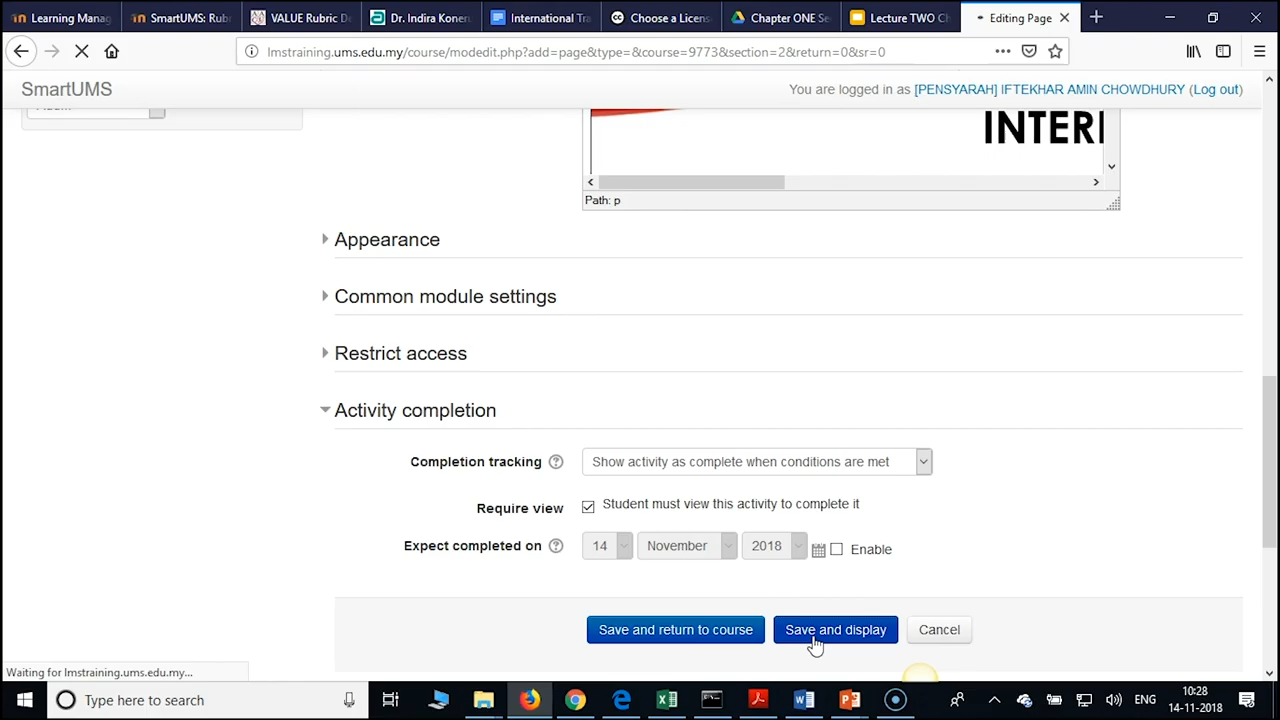 Learning Manag
SmartUMS: Rubr
VALUE Rubric De
Dr. Indira Koneru
International Tra
Choose a License
Chapter ONE Se
Lecture TWO Ch
Editing Page
lmstraining.ums.edu.my/course/modedit.php?add=page&type=&course=9773&section=2&return=0&sr=0
SmartUMS
You are logged in as [PENSYARAH] IFTEKHAR AMIN CHOWDHURY (Log out)
INTER
Path: p
Appearance
Common module settings
Restrict access
Activity completion
Completion tracking
Show activity as complete when conditions are met
Require view
Student must view this activity to complete it
Expect completed on
14 November 2018 Enable
Save and return to course
Save and display
Cancel
Waiting for lmstraining.ums.edu.my...
Type here to search
ENG
10:28
14-11-2018